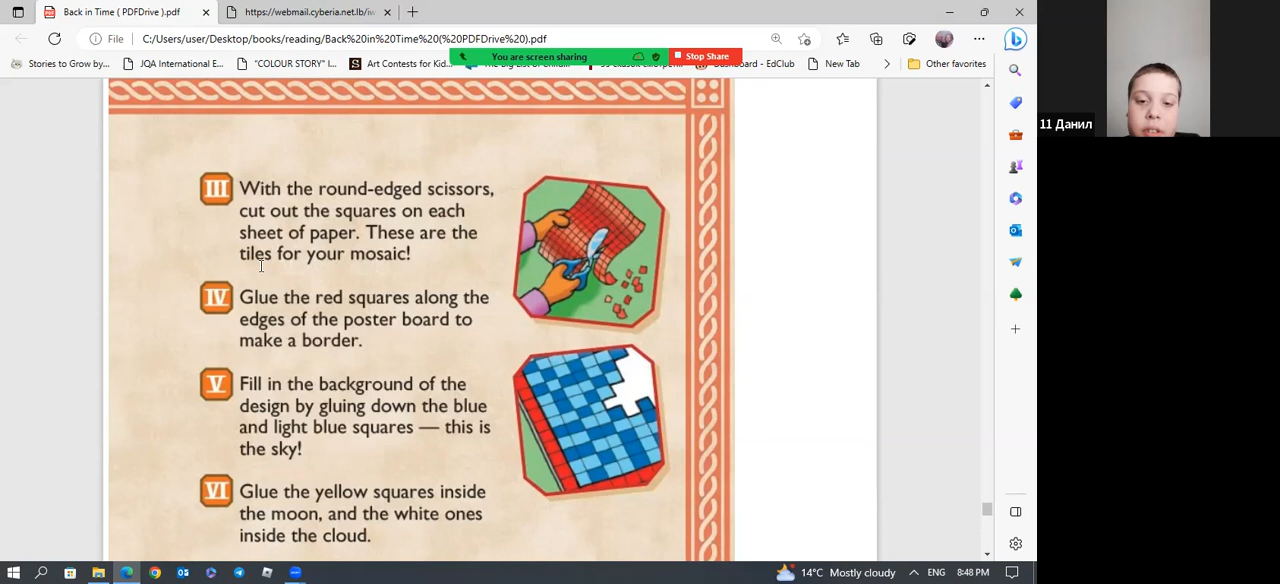 Back in Time ( PDFDrive ).pdf
https://webmail.cyberia.net.lb/iw
File
C:/Users/user/Desktop/books/reading/Back%20in%20Time%20(%20PDFDrive%20).pdf
You are screen sharing
Stop Share
Stories to Grow by...
JQA International E...
"COLOUR STORY" I...
Art Contests for Kid...
Dashboard - EdClub
New Tab
Other favorites
11 Данил
III
With the round-edged scissors,
cut out the squares on each
sheet of paper. These are the
tiles for your mosaic!
IV
Glue the red squares along the
edges of the poster board to
make a border.
V
Fill in the background of the
design by gluing down the blue
and light blue squares — this is
the sky!
VI
Glue the yellow squares inside
the moon, and the white ones
inside the cloud.
14°C Mostly cloudy
ENG
8:48 PM